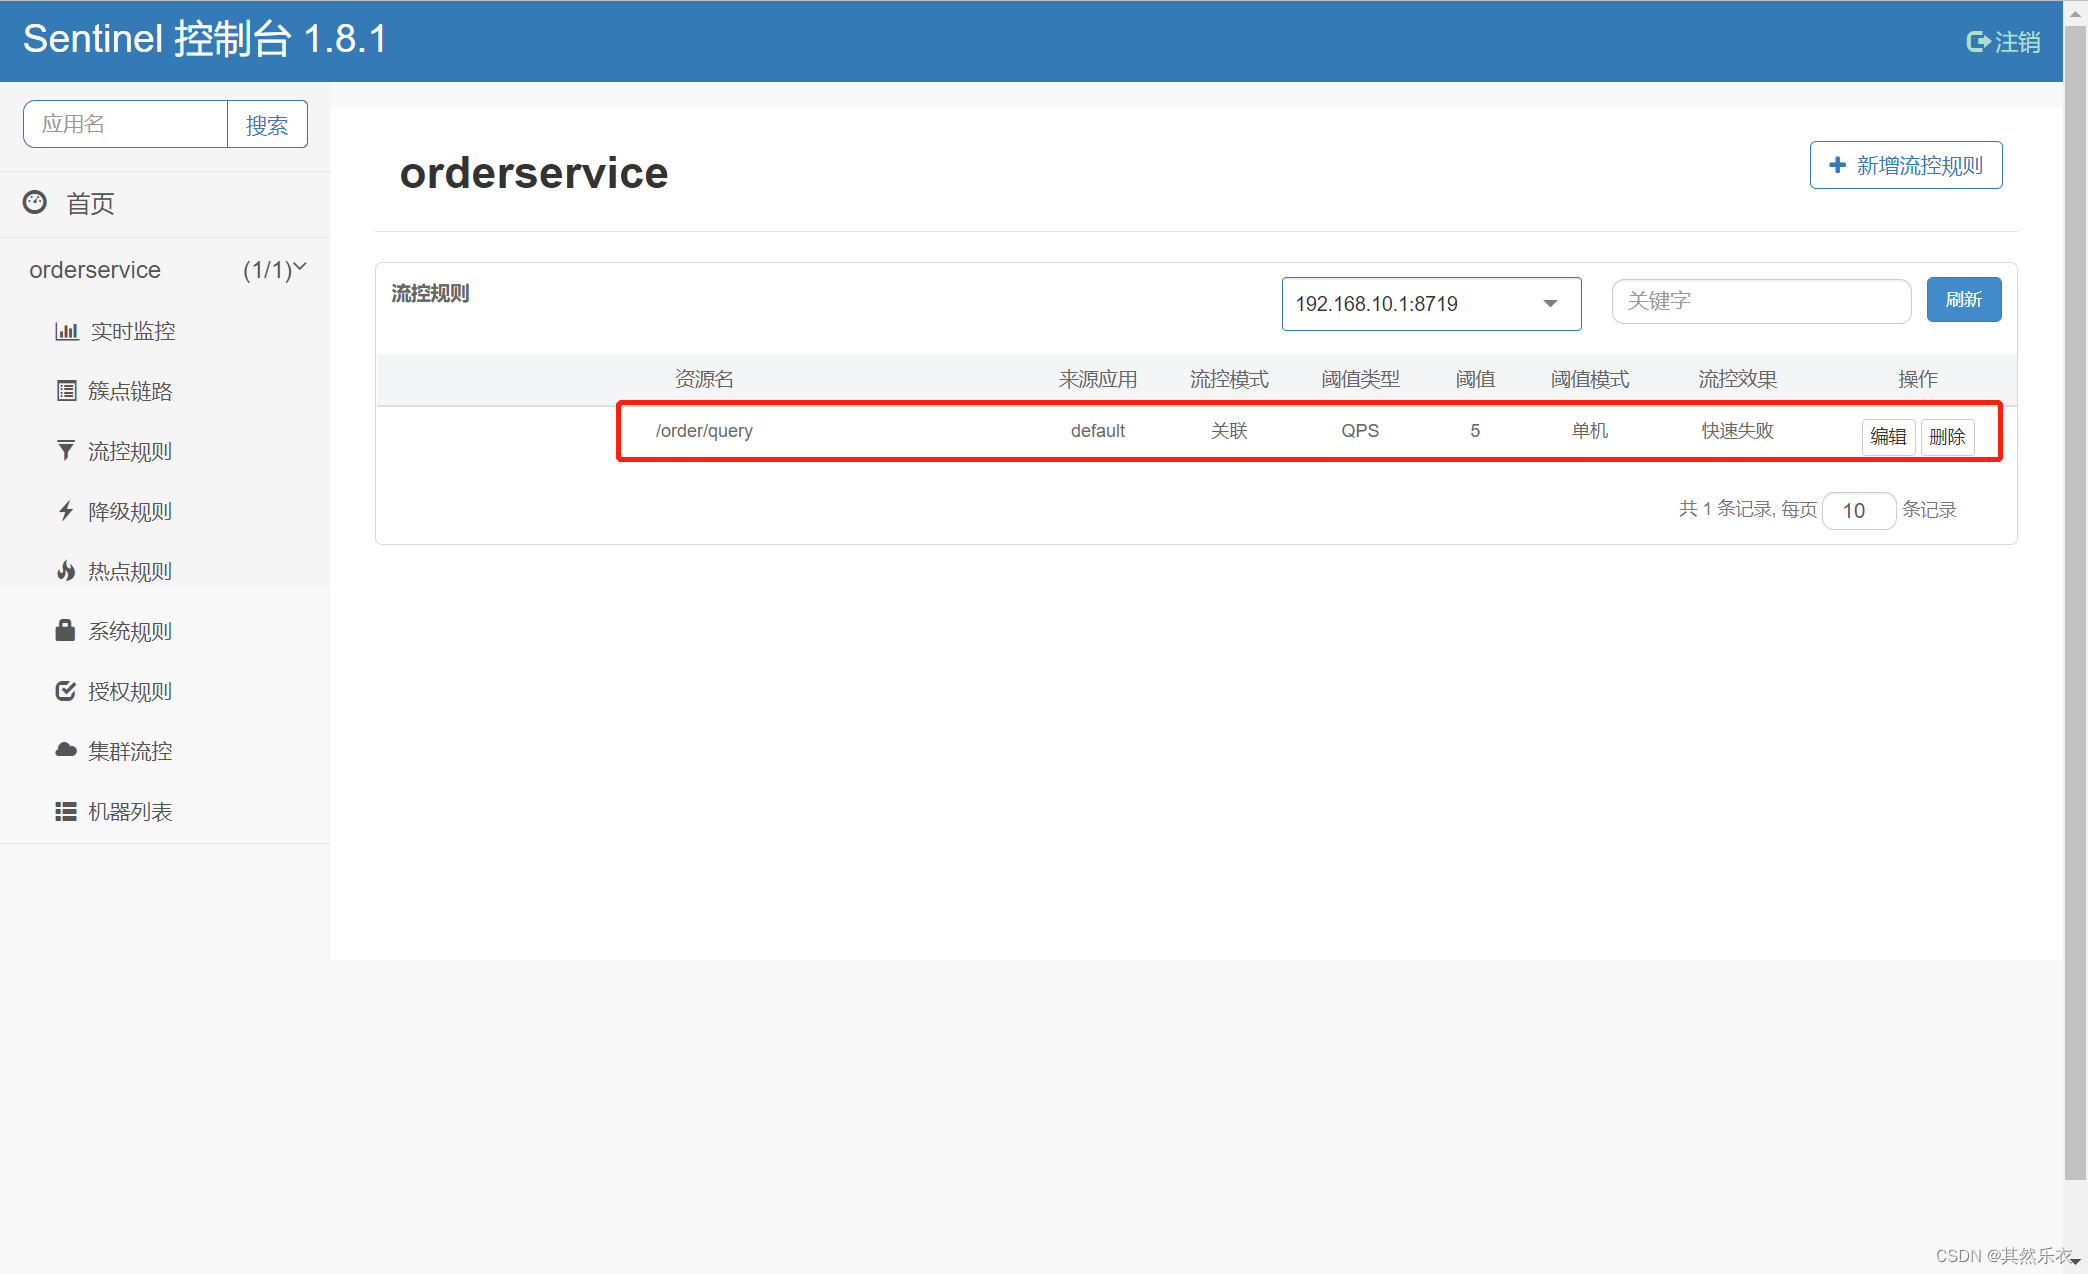 Sentinel 控制台 1.8.1
注销
应用名 搜索
首页
orderservice (1/1)
实时监控
簇点链路
流控规则
降级规则
热点规则
系统规则
授权规则
集群流控
机器列表
orderservice
新增流控规则
流控规则 192.168.10.1:8719 关键字 刷新
资源名 来源应用 流控模式 阈值类型 阈值 阈值模式 流控效果 操作
/order/query default 关联 QPS 5 单机 快速失败 编辑 删除
共 1 条记录, 每页 10 条记录
CSDN @其然乐衣